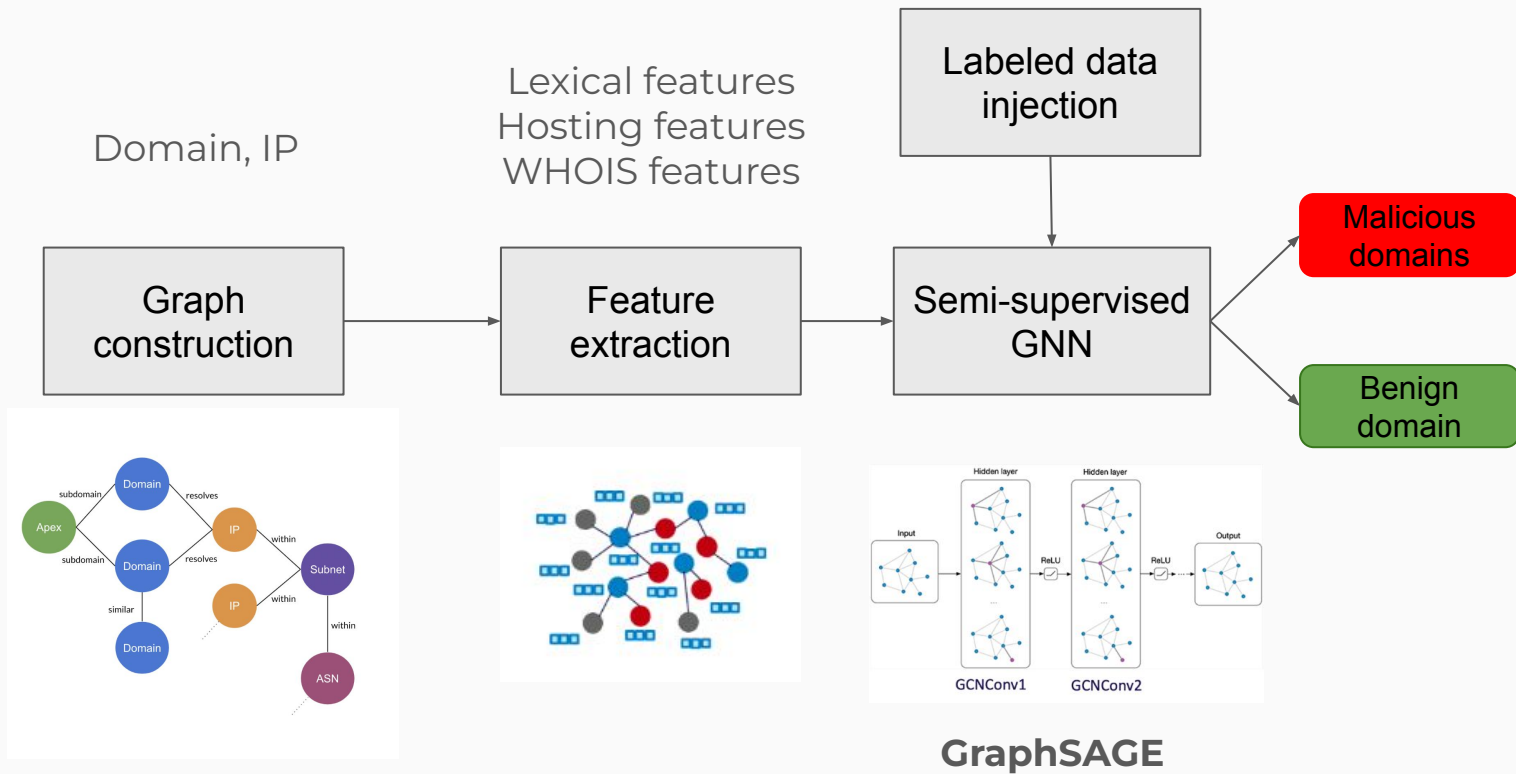 Domain, IP
Lexical features
Hosting features
WHOIS features
Labeled data
injection
Graph
construction
Feature
extraction
Semi-supervised
GNN
Malicious
domains
Benign
domain
Apex
subdomain
subdomain
Domain
Domain
similar
Domain
resolves
resolves
IP
IP
within
within
Subnet
within
ASN
Hidden layer
Hidden layer
Input
ReLU
ReLU
Output
...
...
GCNConv1
GCNConv2
GraphSAGE